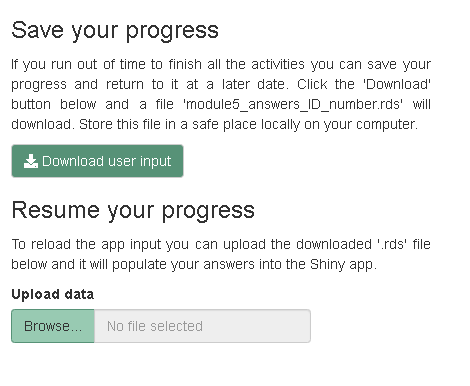 Save your progress
If you run out of time to finish all the activities you can save your
progress and return to it at a later date. Click the 'Download'
button below and a file 'module5_answers_ID_number.rds' will
download. Store this file in a safe place locally on your computer.
Download user input
Resume your progress
To reload the app input you can upload the downloaded '.rds' file
below and it will populate your answers into the Shiny app.
Upload data
Browse... No file selected